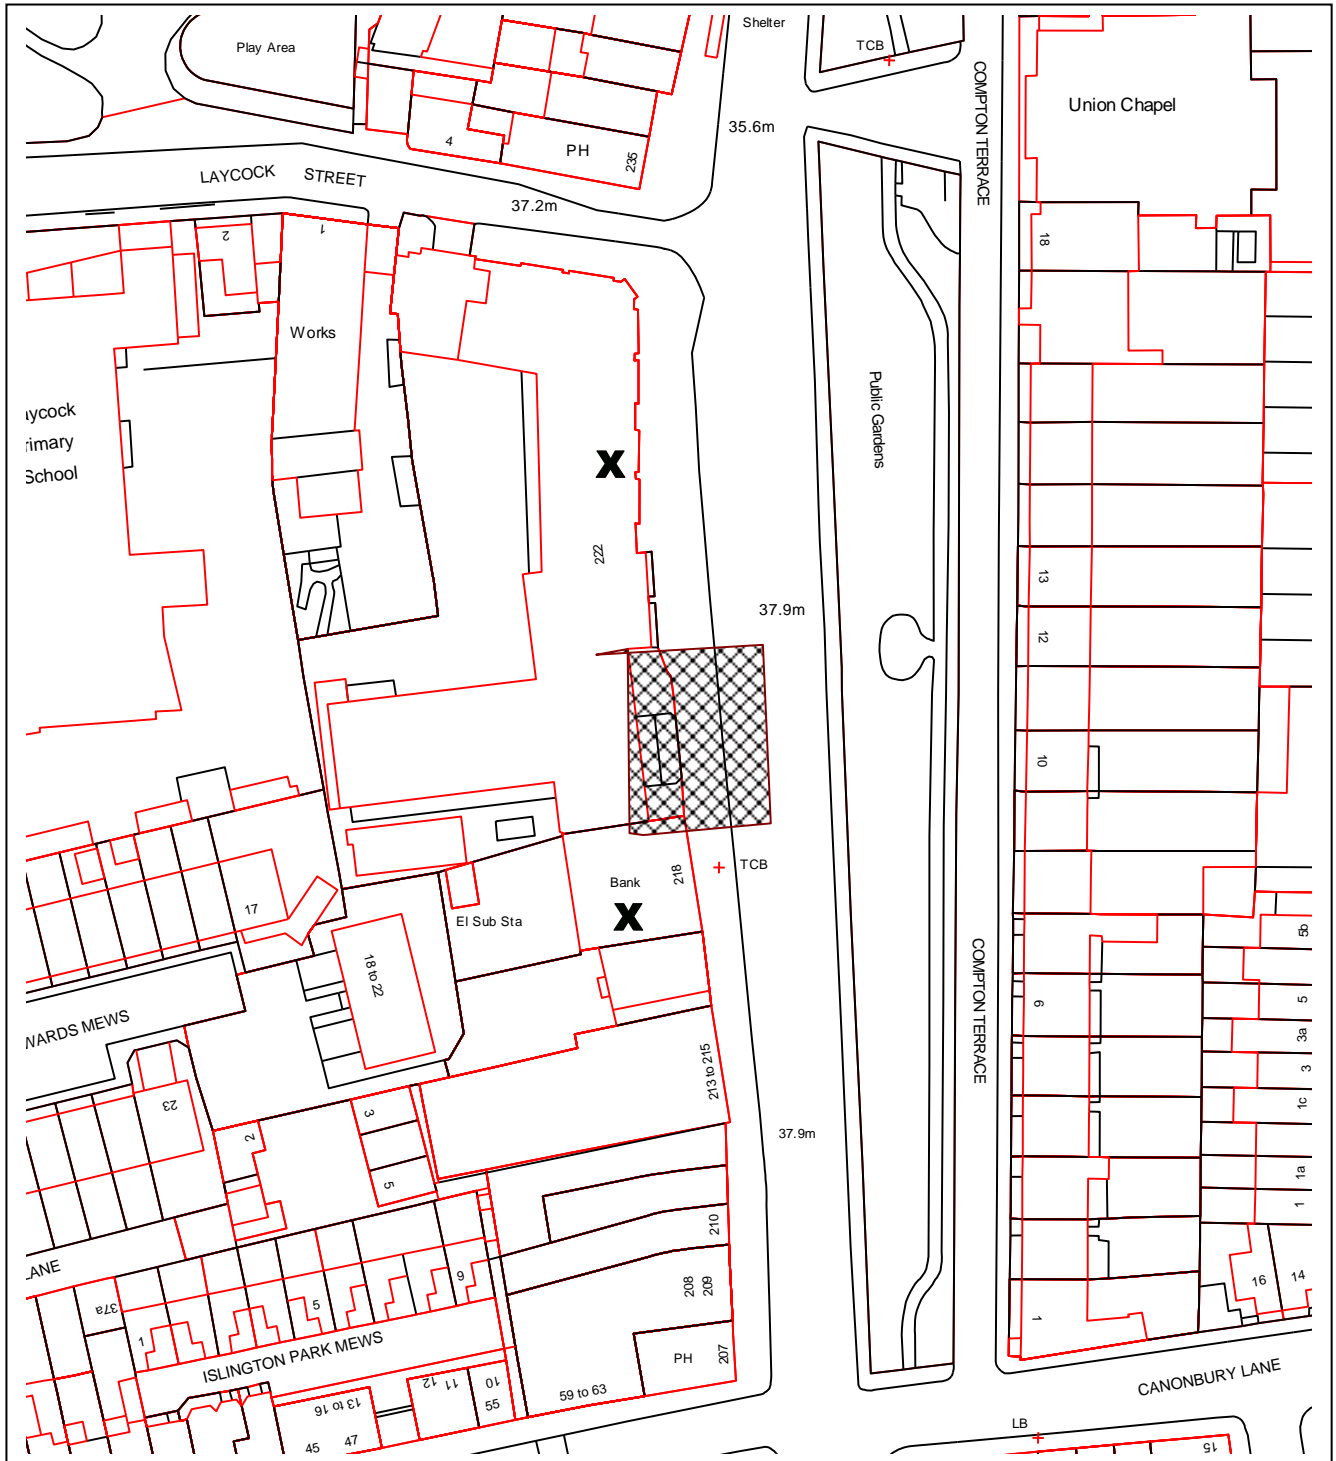 Shelter
Play Area
TCB
COMPTON TERRACE
Union Chapel
35.6m
4
PH
235
LAYCOCK STREET
37.2m
2
1
18
Works
Public Gardens
aycock
rimary
School
X
222
13
37.9m
12
10
TCB
218
Bank
X
17
El Sub Sta
5b
18 to 22
COMPTON TERRACE
6
5
WARDS MEWS
3a
213 to 215
3
23
3
1c
2
37.9m
5
1a
1
210
LANE
9
208
209
16
14
37a
5
1
1
ISLINGTON PARK MEWS
PH
207
CANONBURY LANE
12
11
10
59 to 63
13 to 16
55
LB
45
47
15